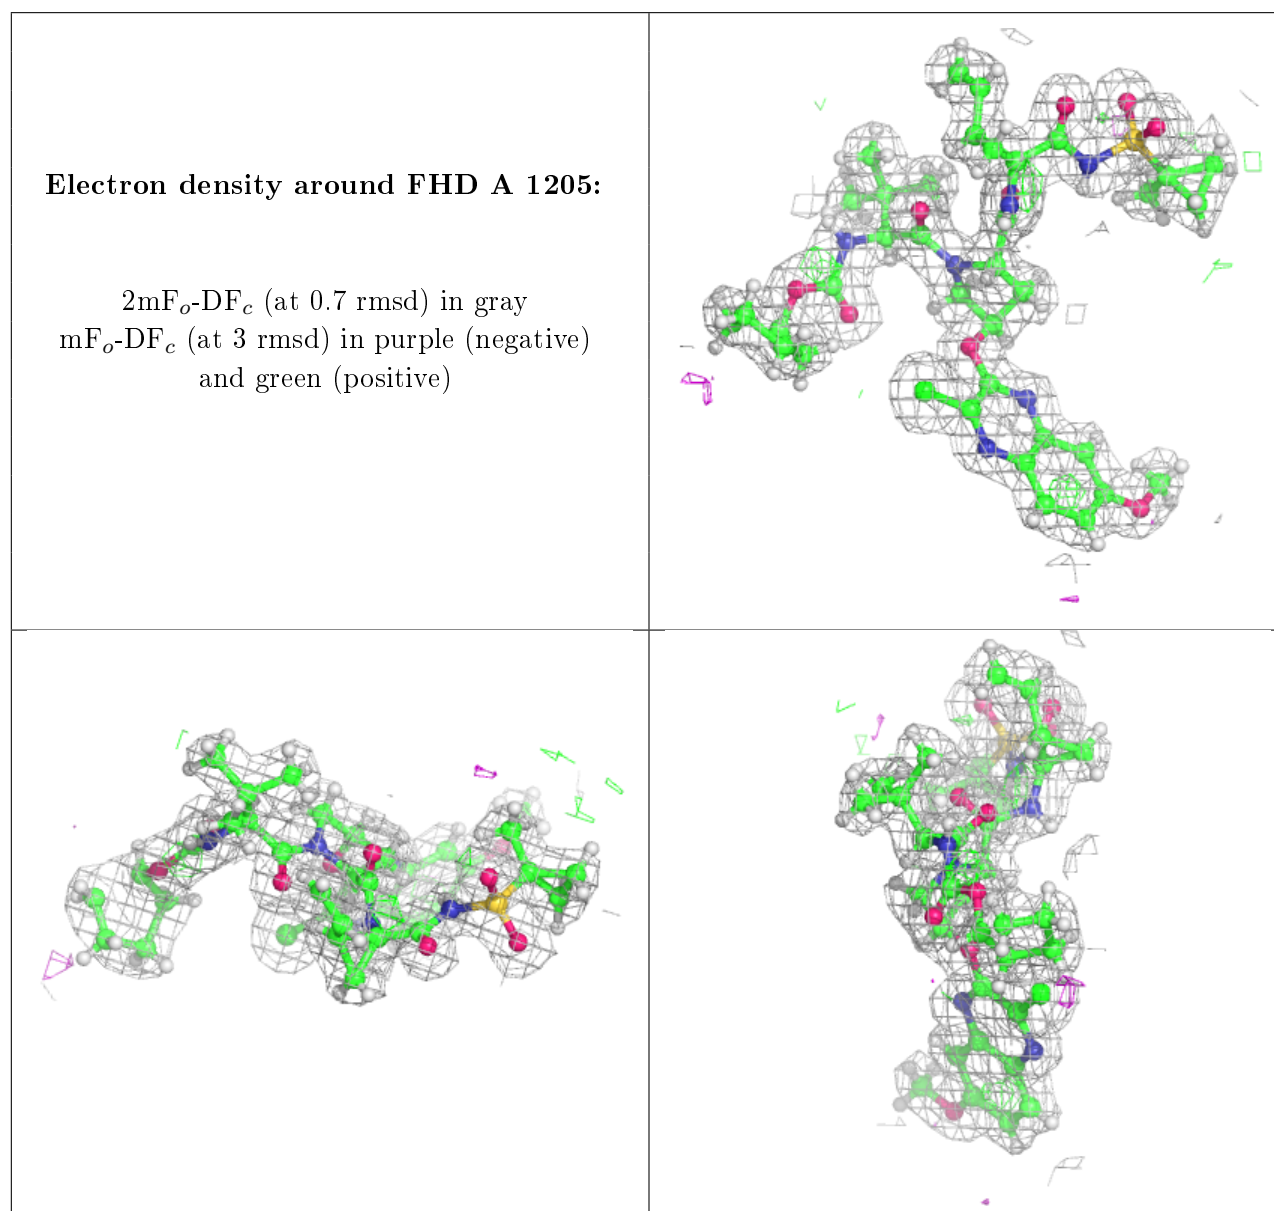 Electron density around FHD A 1205:
2mFo-DFc (at 0.7 rmsd) in gray
mFo-DFc (at 3 rmsd) in purple (negative)
and green (positive)